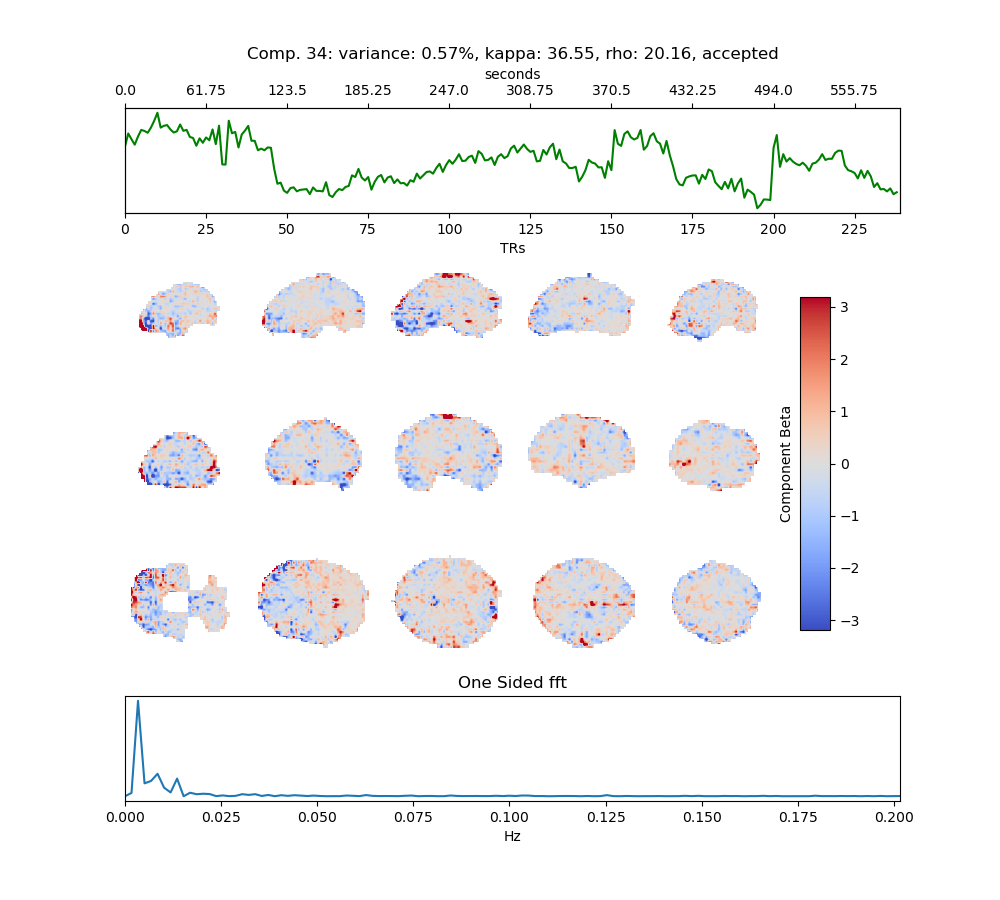 Comp. 34: variance: 0.57%, kappa: 36.55, rho: 20.16, accepted
seconds
0.0 61.75 123.5 185.25 247.0 308.75 370.5 432.25 494.0 555.75
0 25 50 75 100 125 150 175 200 225
TRs
3
2
1
0
−1
−2
−3
Component Beta
One Sided fft
0.000 0.025 0.050 0.075 0.100 0.125 0.150 0.175 0.200
Hz